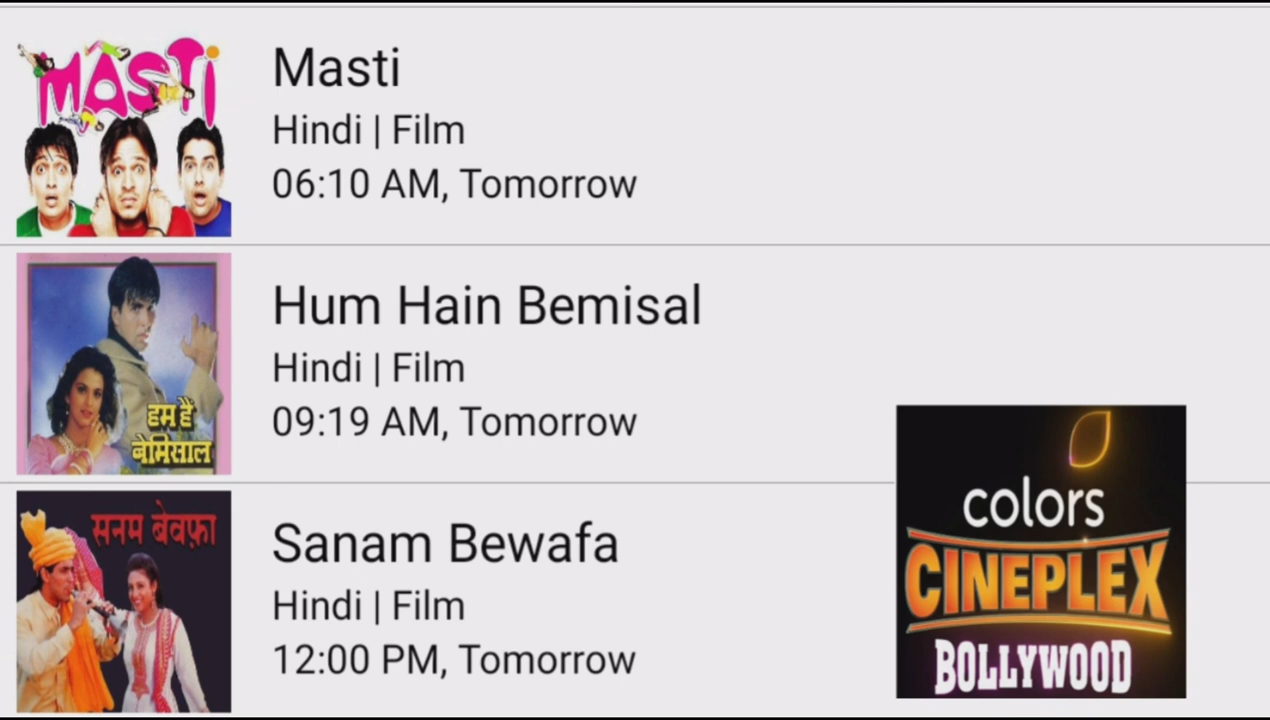 MASTI
Masti
Hindi | Film
06:10 AM, Tomorrow
हम हैं
बेमिसाल
Hum Hain Bemisal
Hindi | Film
09:19 AM, Tomorrow
सनम बेवफ़ा
Sanam Bewafa
Hindi | Film
12:00 PM, Tomorrow
colors
CINEPLEX
BOLLYWOOD